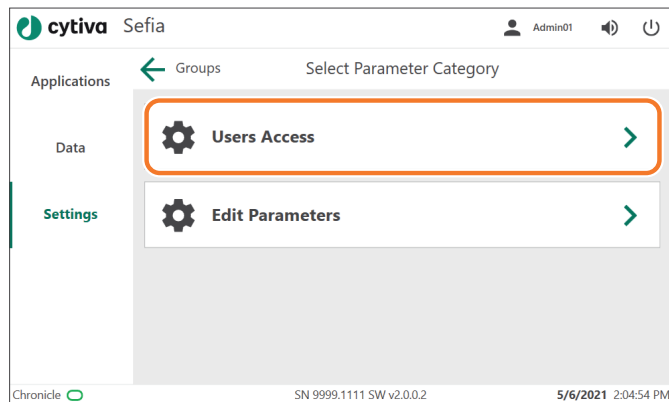 cytiva Sefia Admin01
Applications
Groups Select Parameter Category
Users Access
Data
Settings
Edit Parameters
Chronicle SN 9999.1111 SW v2.0.0.2 5/6/2021 2:04:54 PM